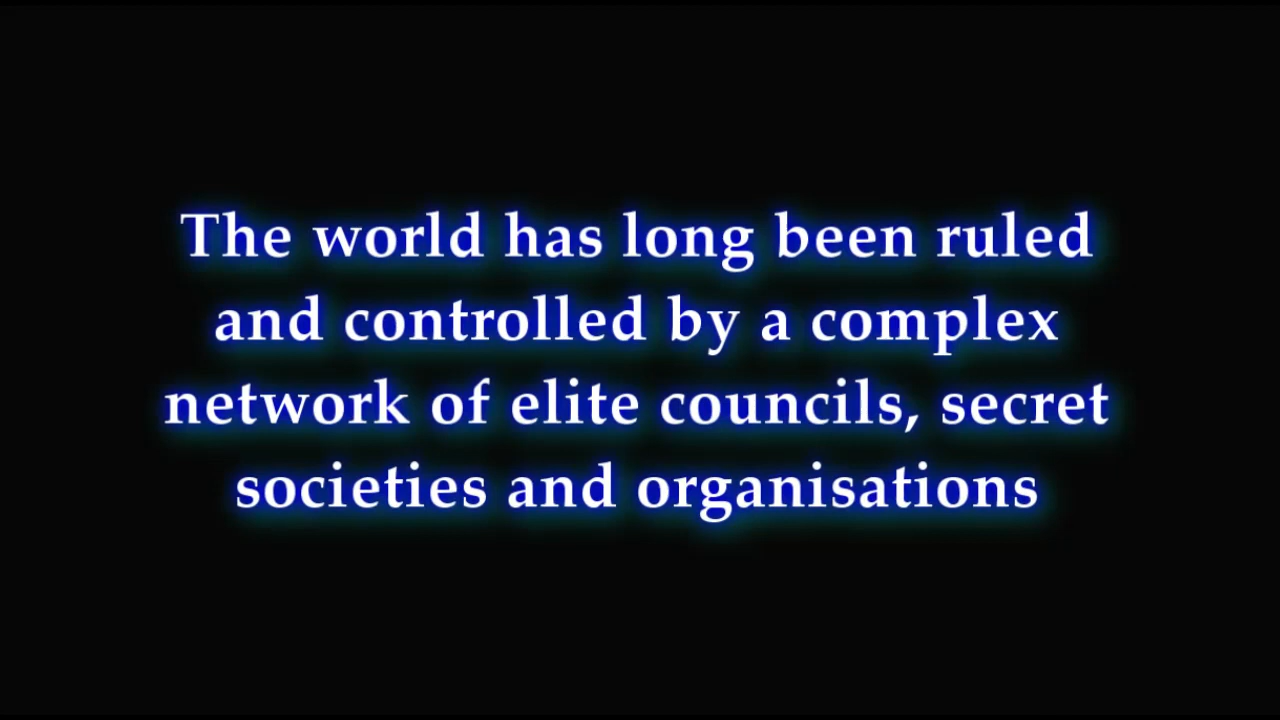 The world has long been ruled
and controlled by a complex
network of elite councils, secret
societies and organisations